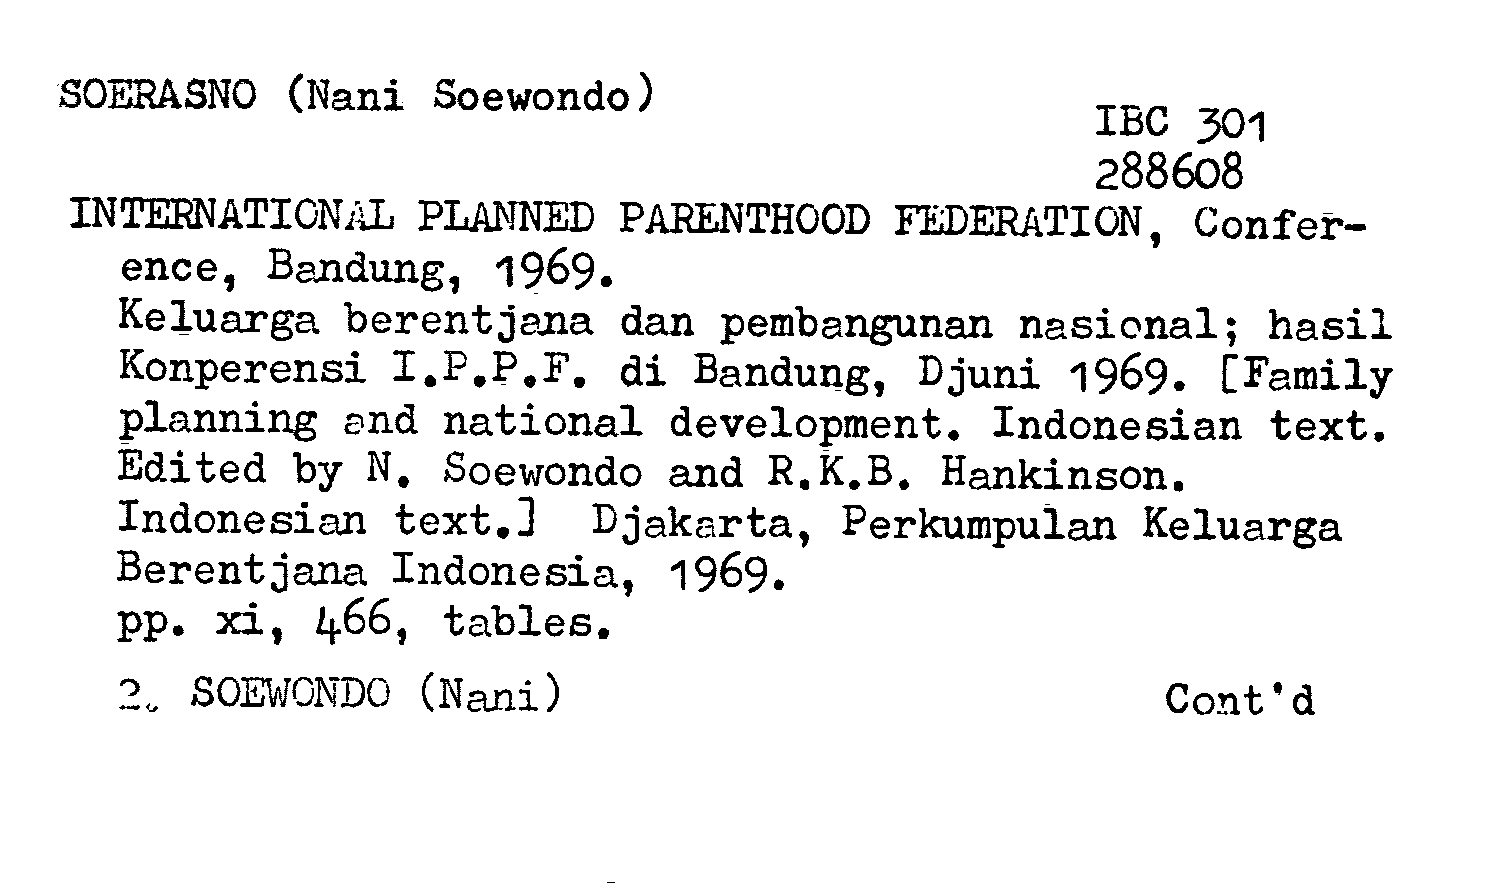 SOERASNO (Nani Soewondo)
IBC 301
288608
INTERNATIONAL PLANNED PARENTHOOD FEDERATION, Confer-
ence, Bandung, 1969.
Keluarga berentjana dan pembangunan nasional; hasil
Konperensi I.P.P.F. di Bandung, Djuni 1969. [Family
planning and national development. Indonesian text.
Edited by N. Soewondo and R.K.B. Hankinson.
Indonesian text.] Djakarta, Perkumpulan Keluarga
Berentjana Indonesia, 1969.
pp. xi, 466, tables.
2. SOEWONDO (Nani)
Cont'd